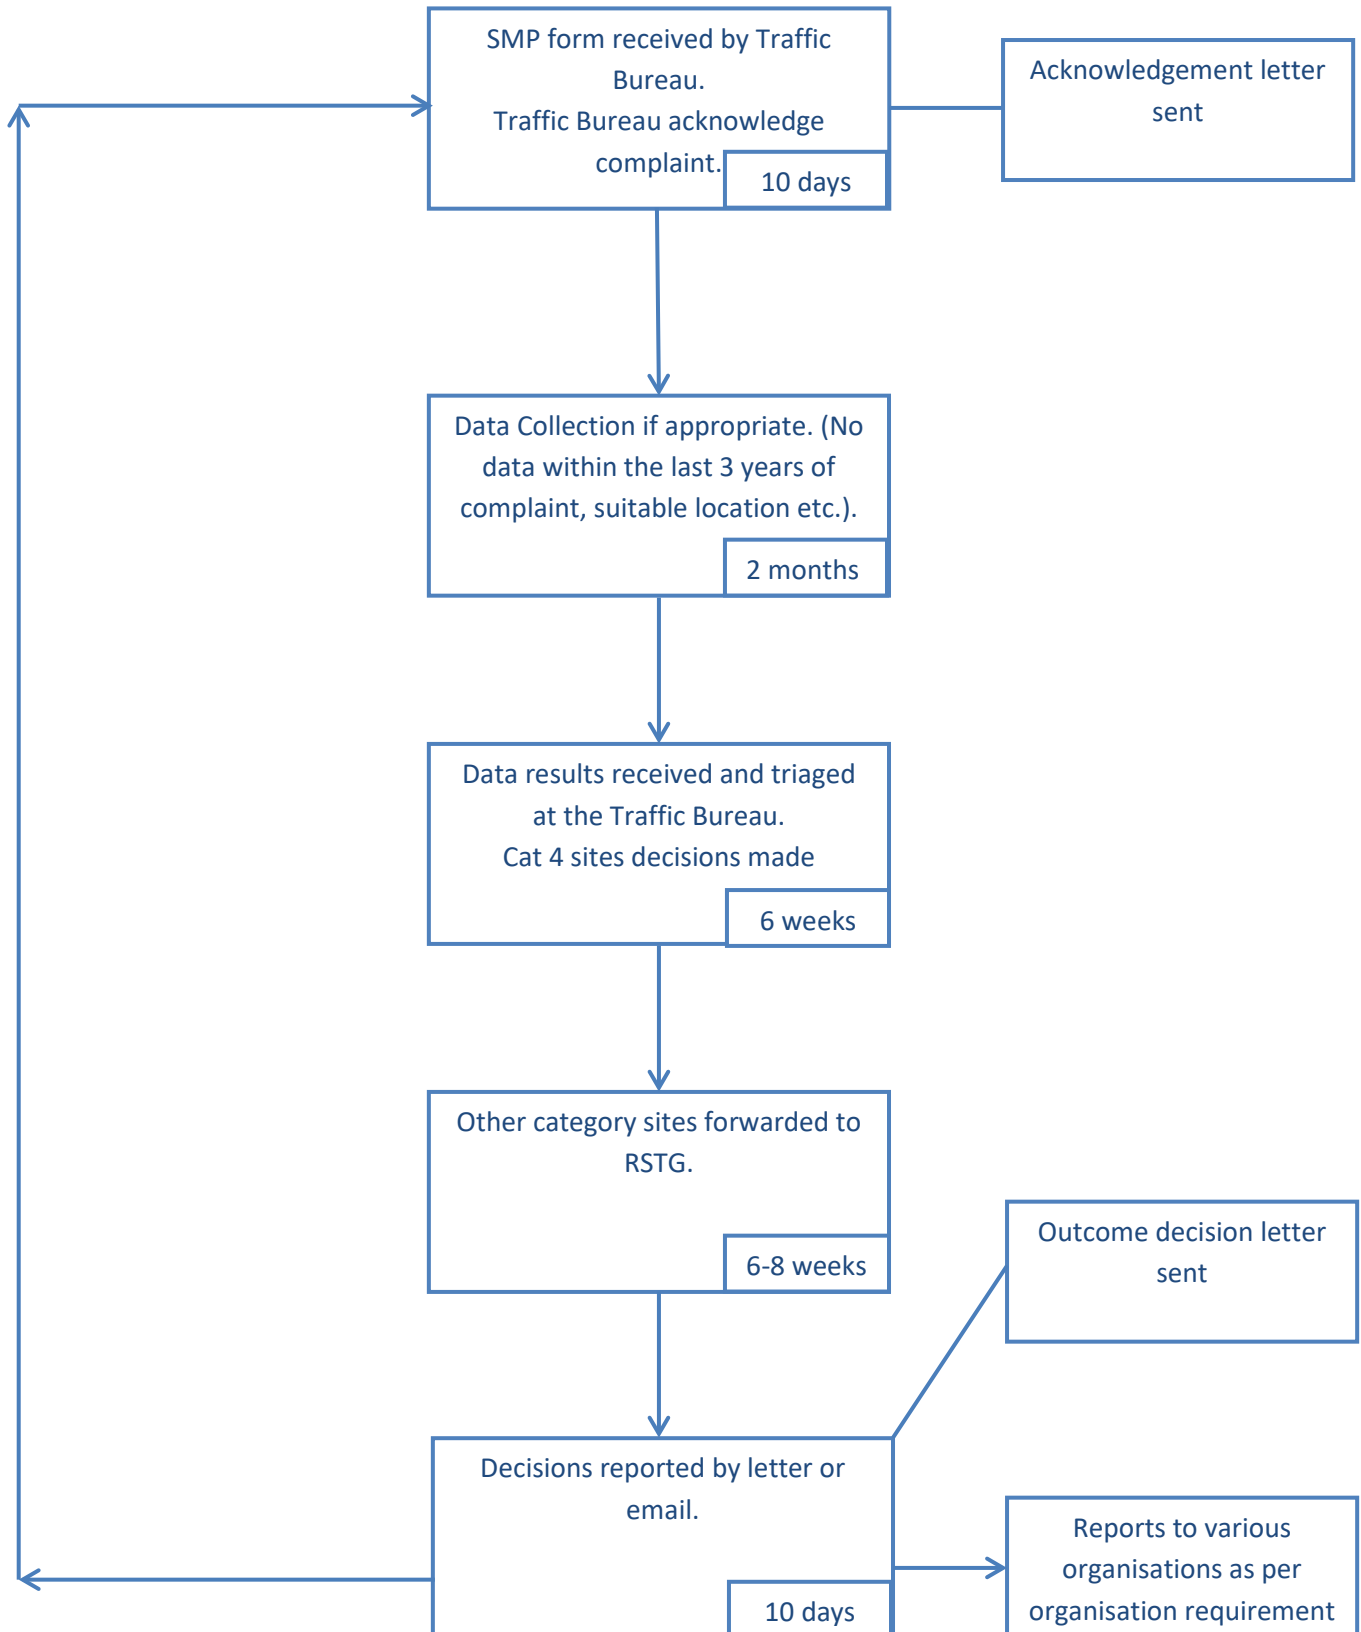 SMP form received by Traffic
Bureau.
Traffic Bureau acknowledge
complaint.
10 days
Acknowledgement letter
sent
Data Collection if appropriate. (No
data within the last 3 years of
complaint, suitable location etc.).
2 months
Data results received and triaged
at the Traffic Bureau.
Cat 4 sites decisions made
6 weeks
Other category sites forwarded to
RSTG.
6-8 weeks
Outcome decision letter
sent
Decisions reported by letter or
email.
10 days
Reports to various
organisations as per
organisation requirement